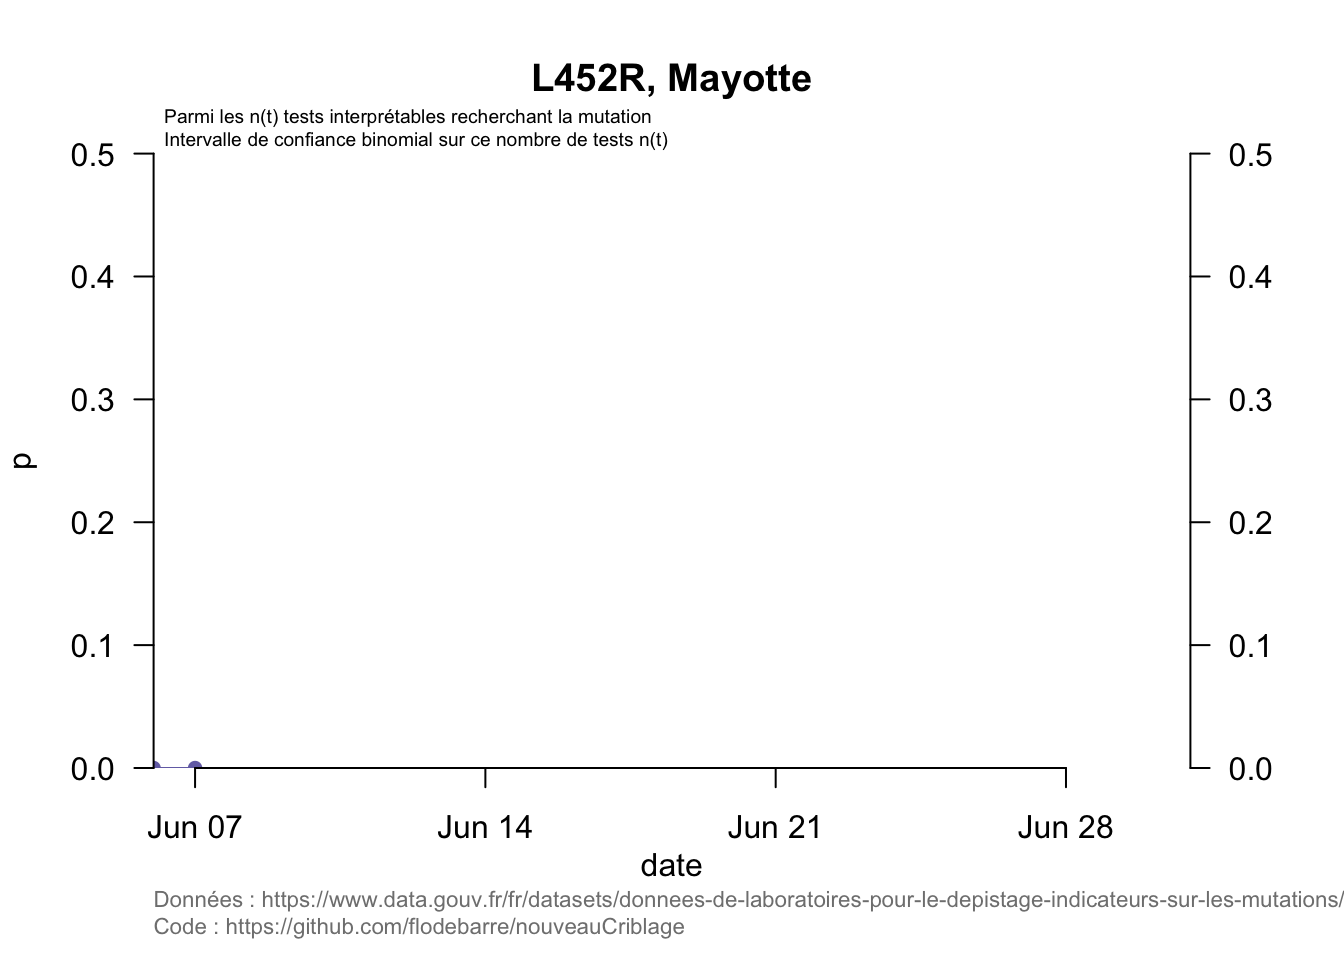 L452R, Mayotte
Parmi les n(t) tests interprétables recherchant la mutation
Intervalle de confiance binomial sur ce nombre de tests n(t)
0.5
0.4
0.3
0.2
0.1
0.0
p
0.5
0.4
0.3
0.2
0.1
0.0
Jun 07
Jun 14
Jun 21
Jun 28
date
Données : https://www.data.gouv.fr/fr/datasets/donnees-de-laboratoires-pour-le-depistage-indicateurs-sur-les-mutations/
Code : https://github.com/flodebarre/nouveauCriblage